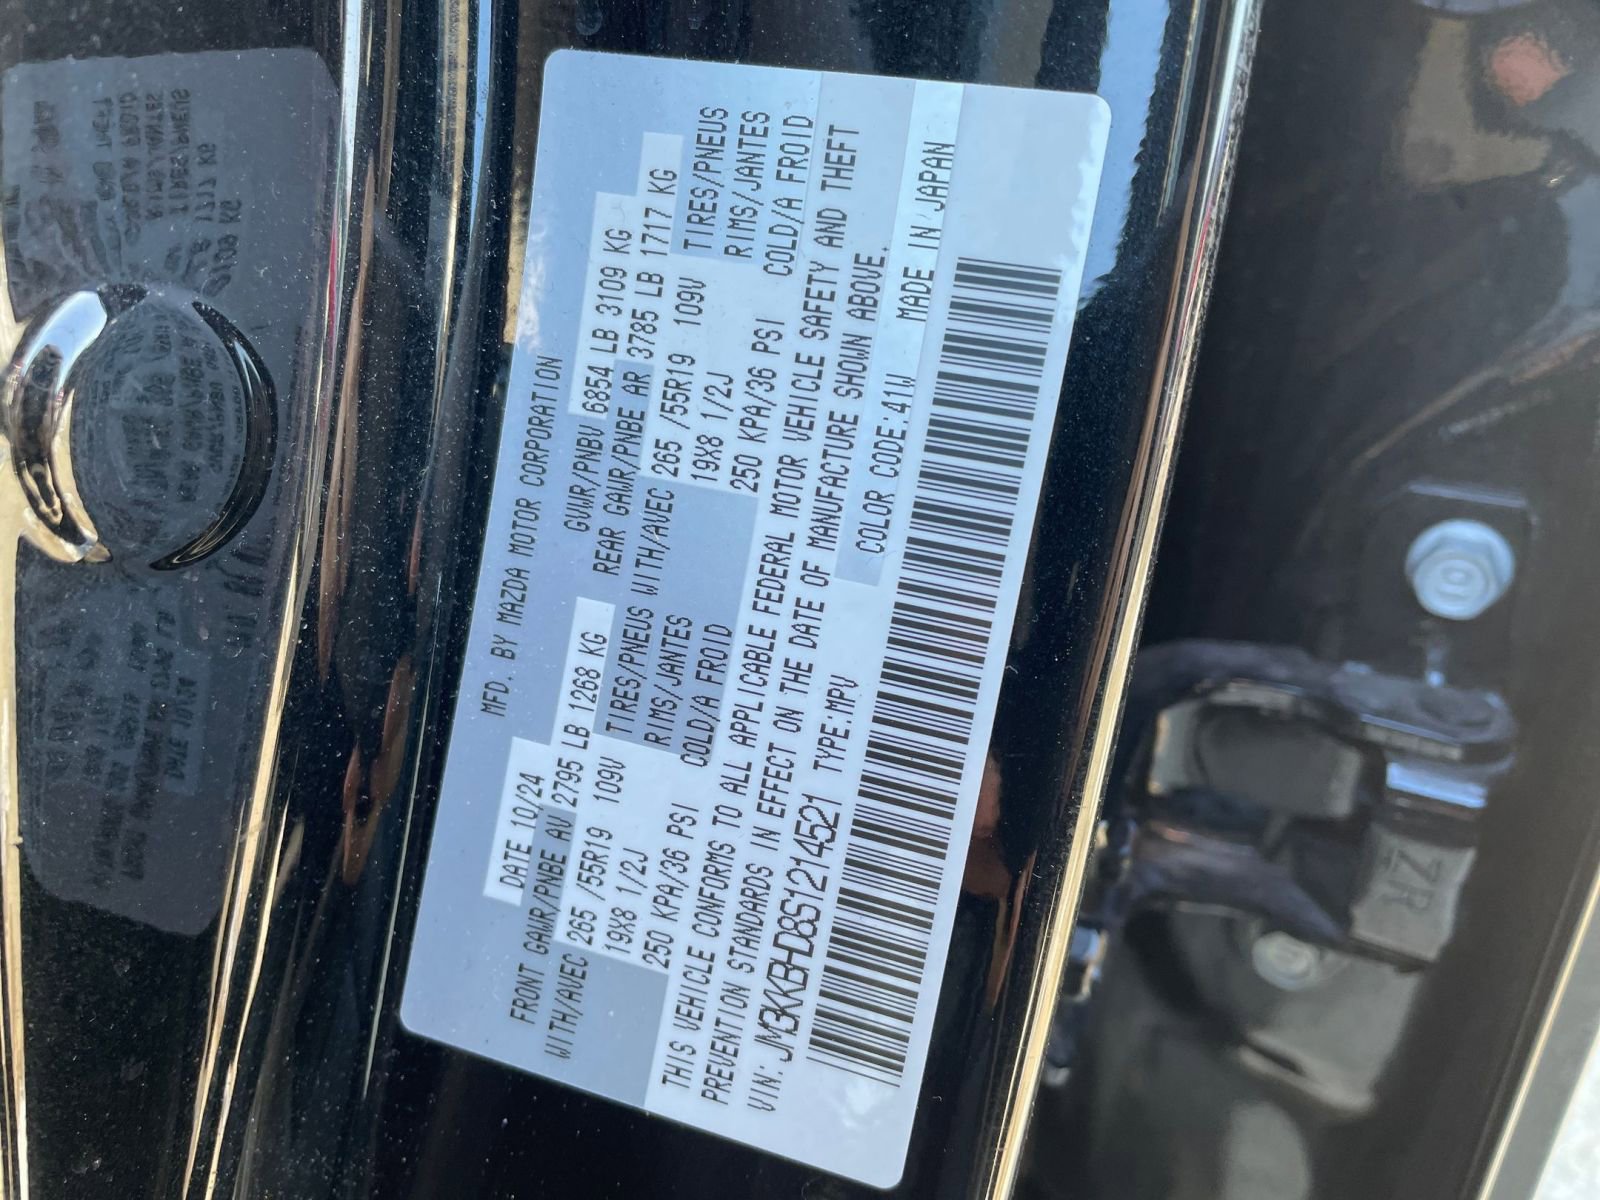 MFD. BY MAZDA MOTOR CORPORATION
DATE 10/24 GVWR/PNBV 6854 LB 3109 KG
FRONT GAWR/PNBE AV 2795 LB 1268 KG REAR GAWR/PNBE AR 3785 LB 1717 KG
WITH/AVEC 265 /55R19 109V TIRES/PNEUS WITH/AVEC 265 /55R19 109V TIRES/PNEUS
19X8 1/2J RIMS/JANTES 19X8 1/2J RIMS/JANTES
250 KPA/36 PSI COLD/A FROID 250 KPA/36 PSI COLD/A FROID
THIS VEHICLE CONFORMS TO ALL APPLICABLE FEDERAL MOTOR VEHICLE SAFETY AND THEFT
PREVENTION STANDARDS IN EFFECT ON THE DATE OF MANUFACTURE SHOWN ABOVE.
VIN: JM3KKBHD8S1214521 TYPE:MPV COLOR CODE:41W MADE IN JAPAN
ZR